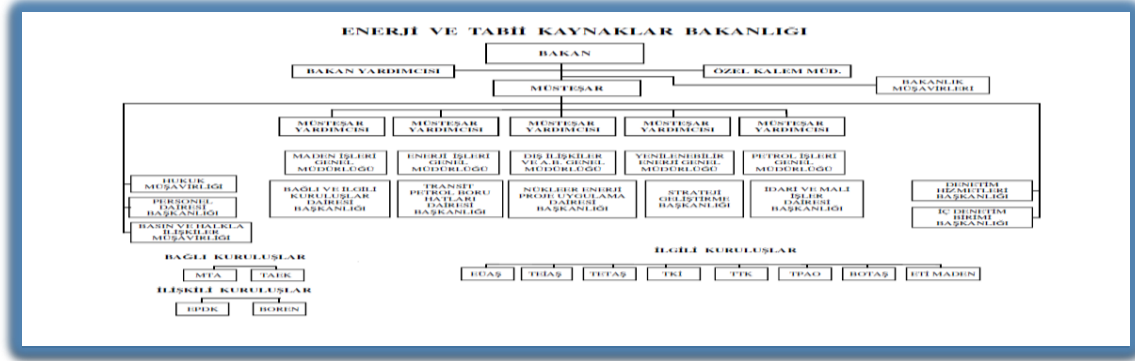 ENERJİ VE TABİİ KAYNAKLAR BAKANLIĞI
BAKAN
BAKAN YARDIMCISI
ÖZEL KALEM MÜD.
BAKANLIK
MÜŞAVİRLERİ
MÜSTEŞAR
MÜSTEŞAR
YARDIMCISI
MÜSTEŞAR
YARDIMCISI
MÜSTEŞAR
YARDIMCISI
MÜSTEŞAR
YARDIMCISI
MÜSTEŞAR
YARDIMCISI
MADEN İŞLERİ
GENEL
MÜDÜRLÜĞÜ
ENERJİ İŞLERİ
GENEL
MÜDÜRLÜĞÜ
DIŞ İLİŞKİLER
VE A.B. GENEL
MÜDÜRLÜĞÜ
YENİLENEBİLİR
ENERJİ GENEL
MÜDÜRLÜĞÜ
PETROL İŞLERİ
GENEL
MÜDÜRLÜĞÜ
HUKUK
MÜŞAVİRLİĞİ
PERSONEL
DAİRESİ
BAŞKANLIĞI
BASIN VE HALKLA
İLİŞKİLER
MÜŞAVİRLİĞİ
BAĞLI VE İLGİLİ
KURULUŞLAR
DAİRESİ
BAŞKANLIĞI
TRANSİT
PETROL BORU
HATLARI
DAİRESİ
BAŞKANLIĞI
NÜKLEER ENERJİ
PROJE UYGULAMA
DAİRESİ
BAŞKANLIĞI
STRATEJİ
GELİŞTİRME
BAŞKANLIĞI
İDARİ VE MALİ
İŞLER
DAİRESİ
BAŞKANLIĞI
DENETİM
HİZMETLERİ
BAŞKANLIĞI
İÇ DENETİM
BİRİMİ
BAŞKANLIĞI
BAĞLI KURULUŞLAR
MTA
TAEK
İLİŞKİLİ KURULUŞLAR
EPDK
BOREN
İLGİLİ KURULUŞLAR
EÜAŞ
TEİAŞ
TETAŞ
TKİ
TTK
TPAO
BOTAŞ
ETİ MADEN